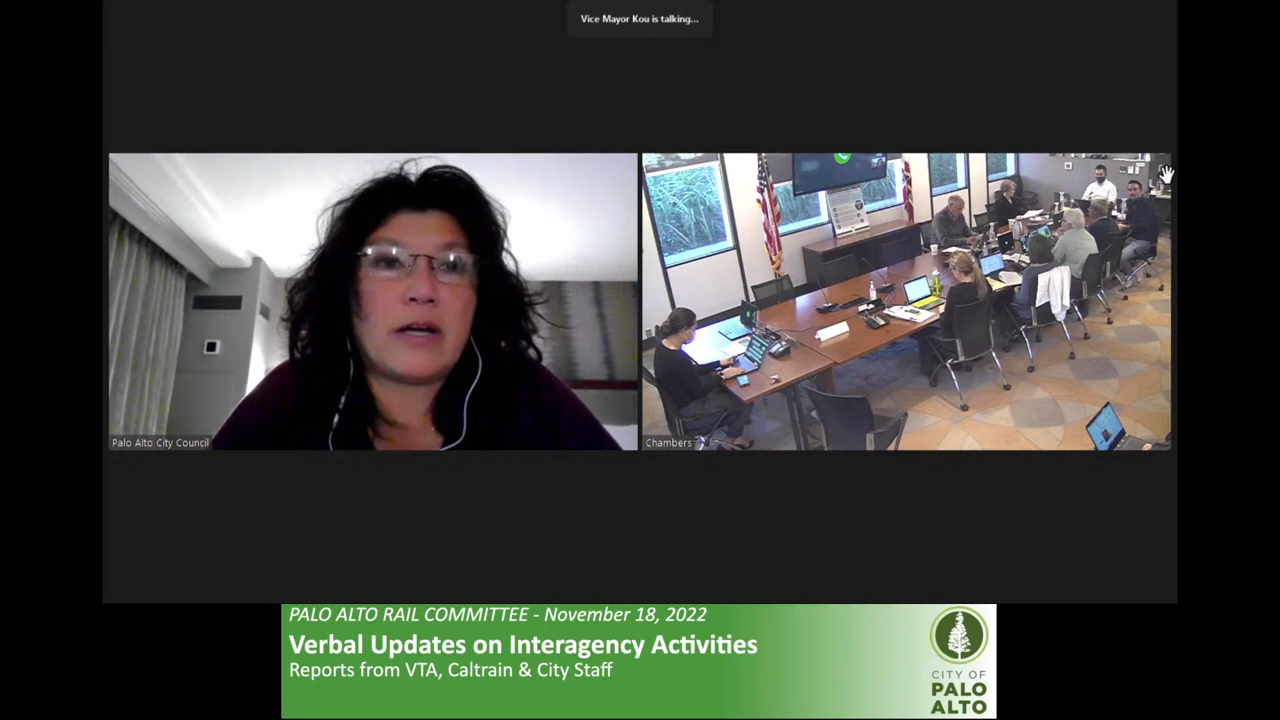 Vice Mayor Kou is talking...
Palo Alto City Council
Chambers
PALO ALTO RAIL COMMITTEE - November 18, 2022
Verbal Updates on Interagency Activities
Reports from VTA, Caltrain & City Staff
CITY OF
PALO
ALTO